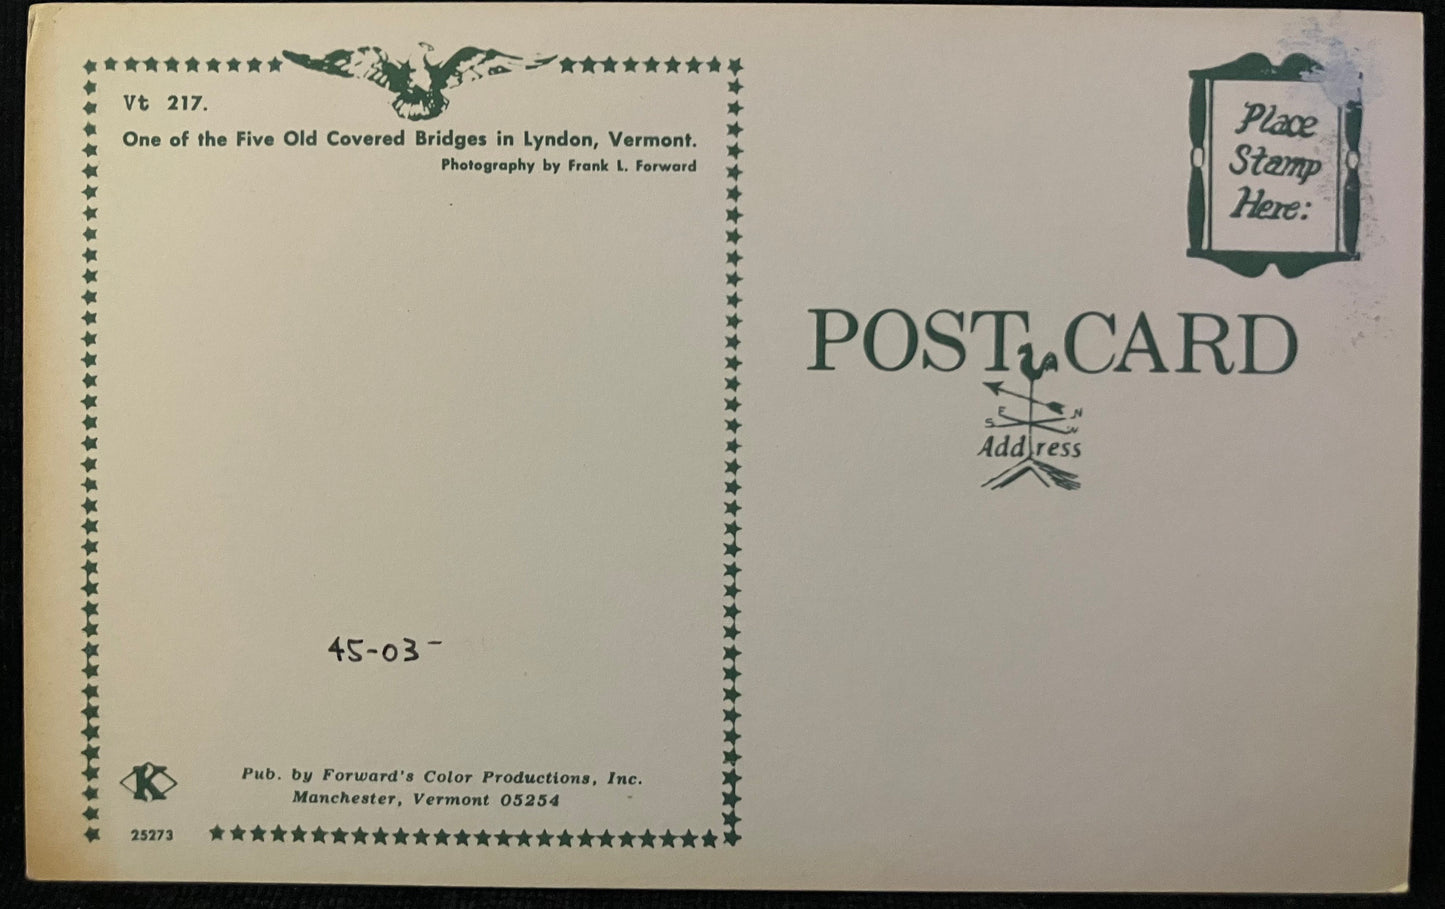 Vt 217.
One of the Five Old Covered Bridges in Lyndon, Vermont.
Photography by Frank L. Forward
45-03-
K
Pub. by Forward's Color Productions, Inc.
Manchester, Vermont 05254
25273
Place
Stamp
Here:
POST CARD
E N
S W
Address